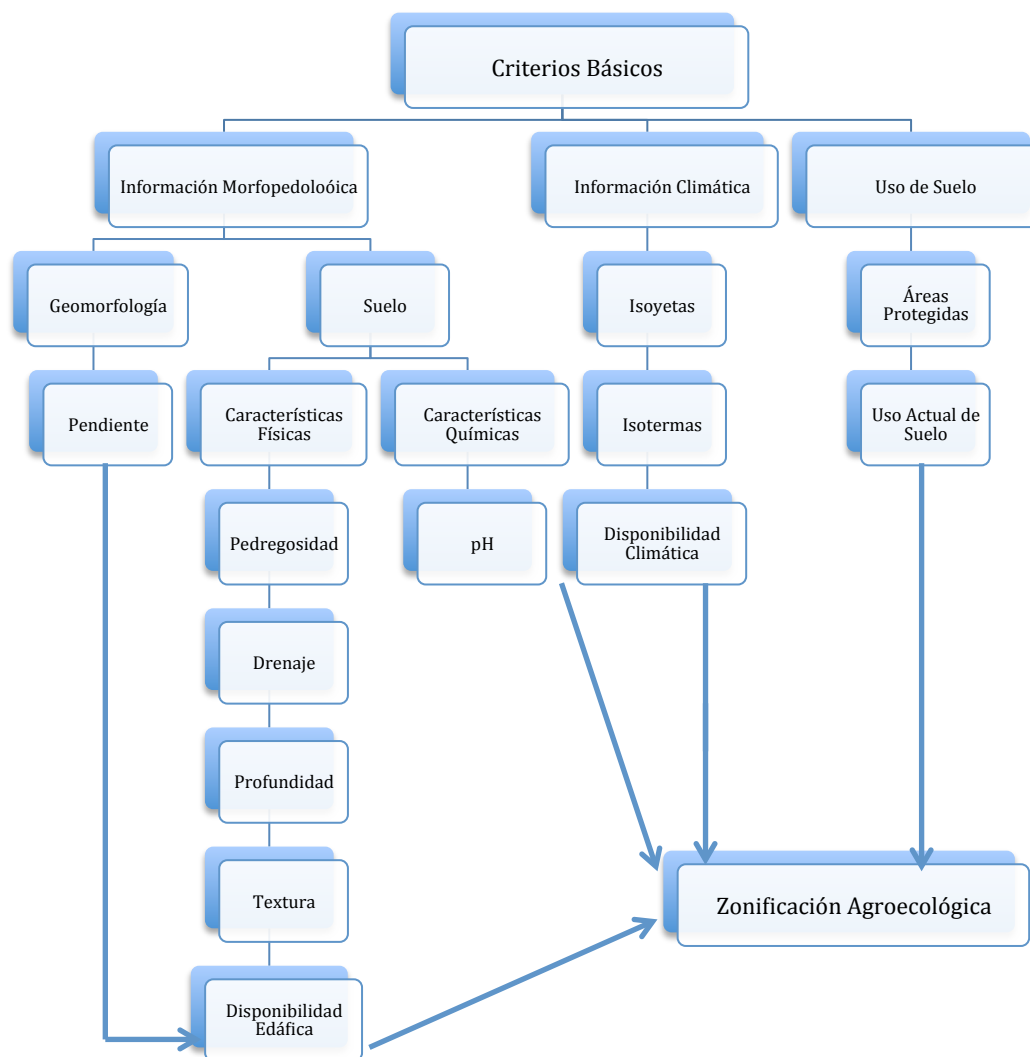 Criterios Básicos
Información Morfopedoloóica
Información Climática
Uso de Suelo
Geomorfología
Suelo
Isoyetas
Áreas
Protegidas
Pendiente
Características
Físicas
Características
Químicas
Isotermas
Uso Actual de
Suelo
Pedregosidad
pH
Disponibilidad
Climática
Drenaje
Profundidad
Textura
Zonificación Agroecológica
Disponibilidad
Edáfica